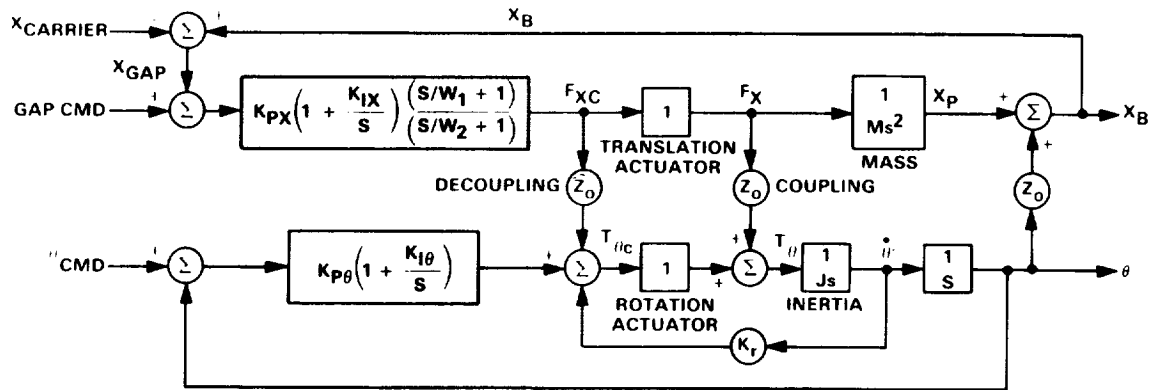 X_CARRIER
+
Σ
+
X_B
X_GAP
GAP CMD
+
Σ
K_PX(1 + K_IX/S) (S/W_1 + 1)/(S/W_2 + 1)
F_XC
1
TRANSLATION
ACTUATOR
F_X
1/Ms²
MASS
X_P
+
Σ
+
X_B
DECOUPLING
Z_o
Z_o
COUPLING
Z_o
CMD
+
Σ
K_Pθ(1 + K_Iθ/S)
+
Σ
T_θC
1
ROTATION
ACTUATOR
+
+
Σ
T_θ
1/Js
INERTIA
1/S
θ
K_r